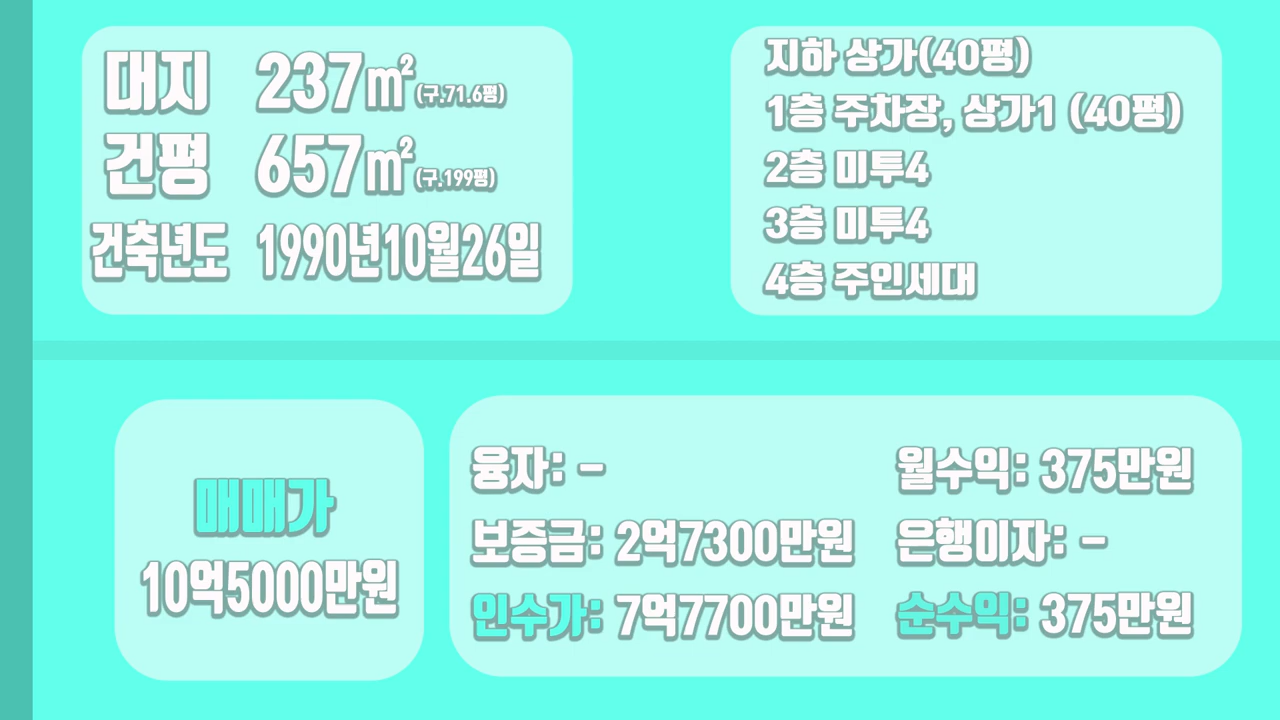 대지 237㎡(구.71.6평)
건평 657㎡(구.199평)
건축년도 1990년10월26일
지하 상가(40평)
1층 주차장, 상가1 (40평)
2층 미투4
3층 미투4
4층 주인세대
매매가
10억5000만원
융자: -
보증금: 2억7300만원
인수가: 7억7700만원
월수익: 375만원
은행이자: -
순수익: 375만원